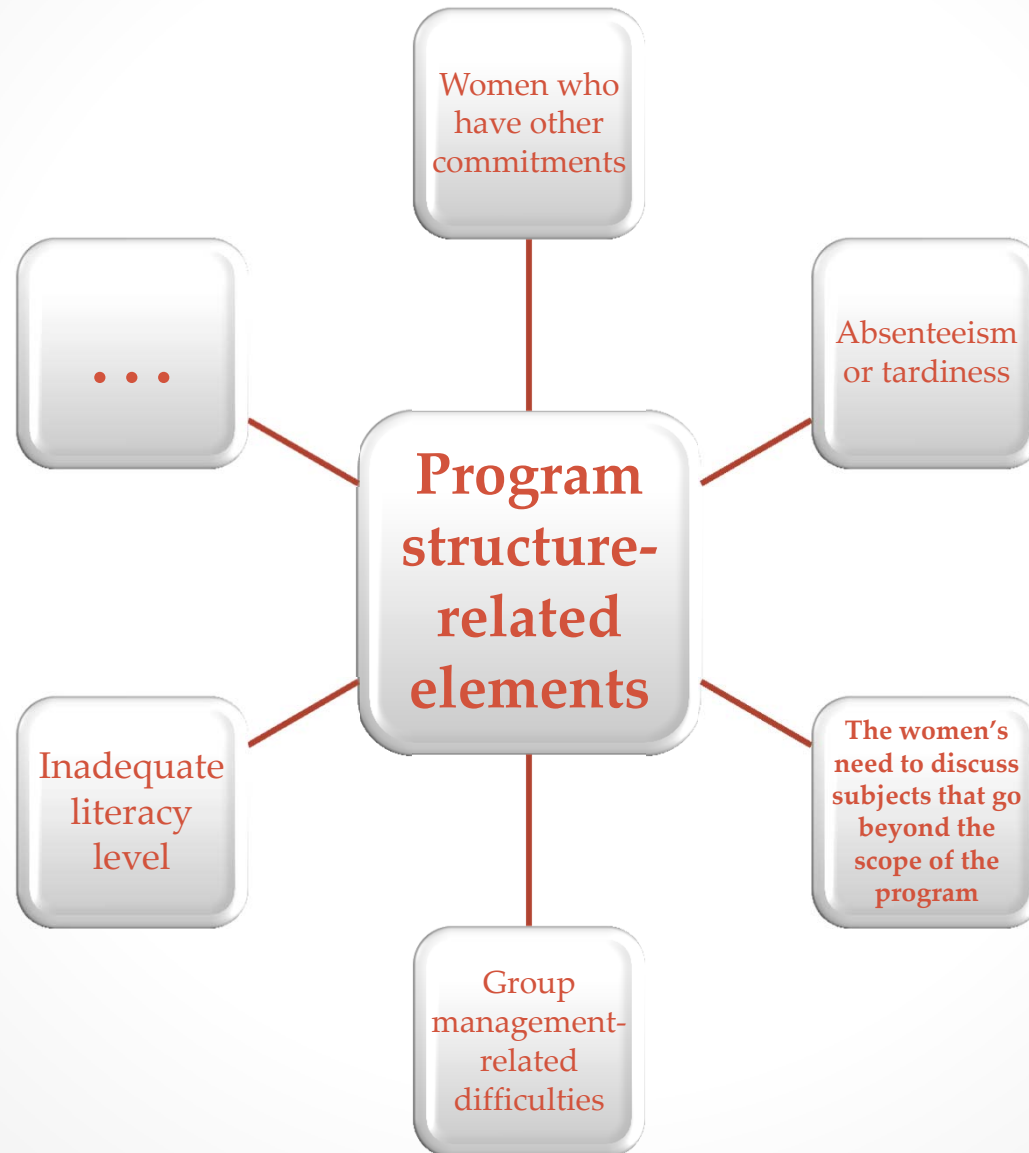 Women who
have other
commitments
Absenteeism
or tardiness
. . .
Program
structure-
related
elements
Inadequate
literacy
level
The women’s
need to discuss
subjects that go
beyond the
scope of the
program
Group
management-
related
difficulties